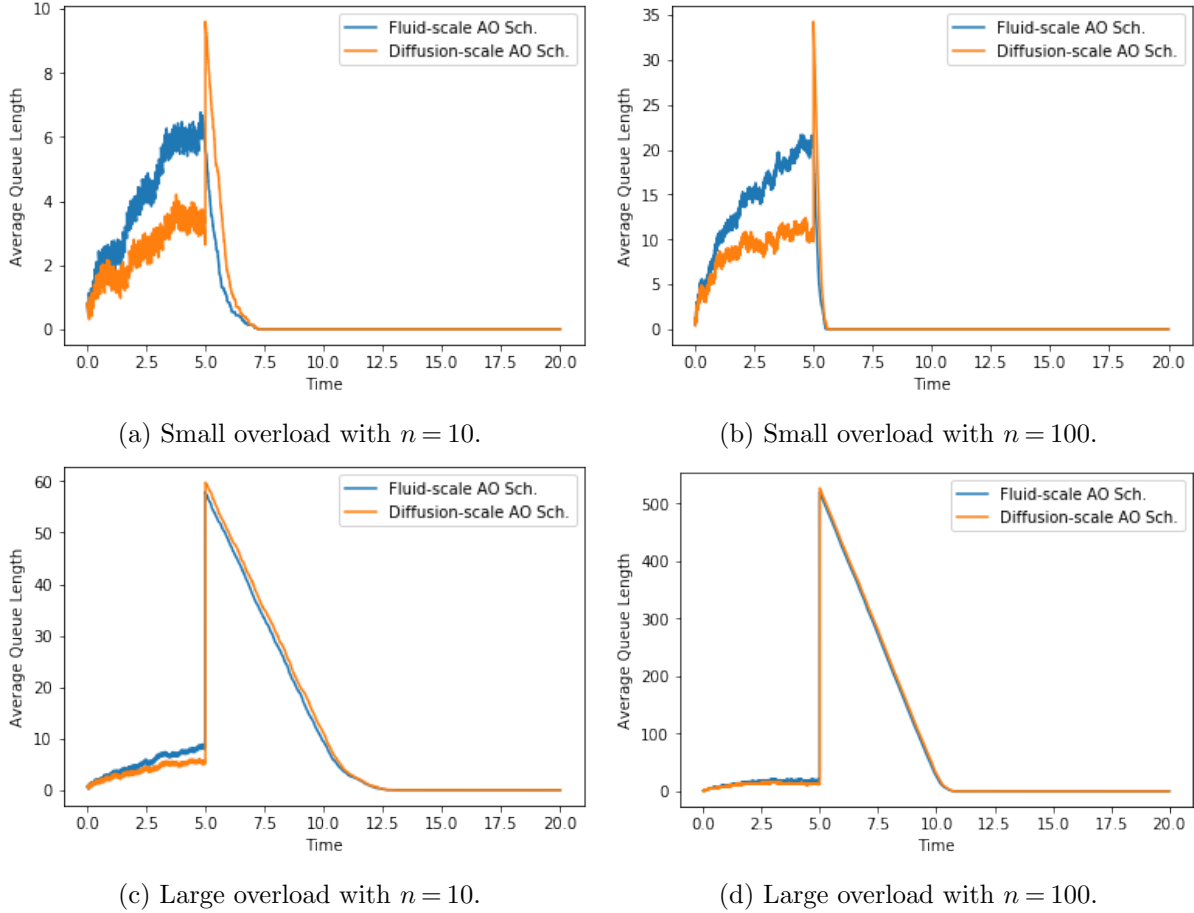 10
8
6
4
2
0
Average Queue Length
Fluid-scale AO Sch.
Diffusion-scale AO Sch.
0.0 2.5 5.0 7.5 10.0 12.5 15.0 17.5 20.0
Time
(a) Small overload with n = 10.
35
30
25
20
15
10
5
0
Average Queue Length
Fluid-scale AO Sch.
Diffusion-scale AO Sch.
0.0 2.5 5.0 7.5 10.0 12.5 15.0 17.5 20.0
Time
(b) Small overload with n = 100.
60
50
40
30
20
10
0
Average Queue Length
Fluid-scale AO Sch.
Diffusion-scale AO Sch.
0.0 2.5 5.0 7.5 10.0 12.5 15.0 17.5 20.0
Time
(c) Large overload with n = 10.
500
400
300
200
100
0
Average Queue Length
Fluid-scale AO Sch.
Diffusion-scale AO Sch.
0.0 2.5 5.0 7.5 10.0 12.5 15.0 17.5 20.0
Time
(d) Large overload with n = 100.